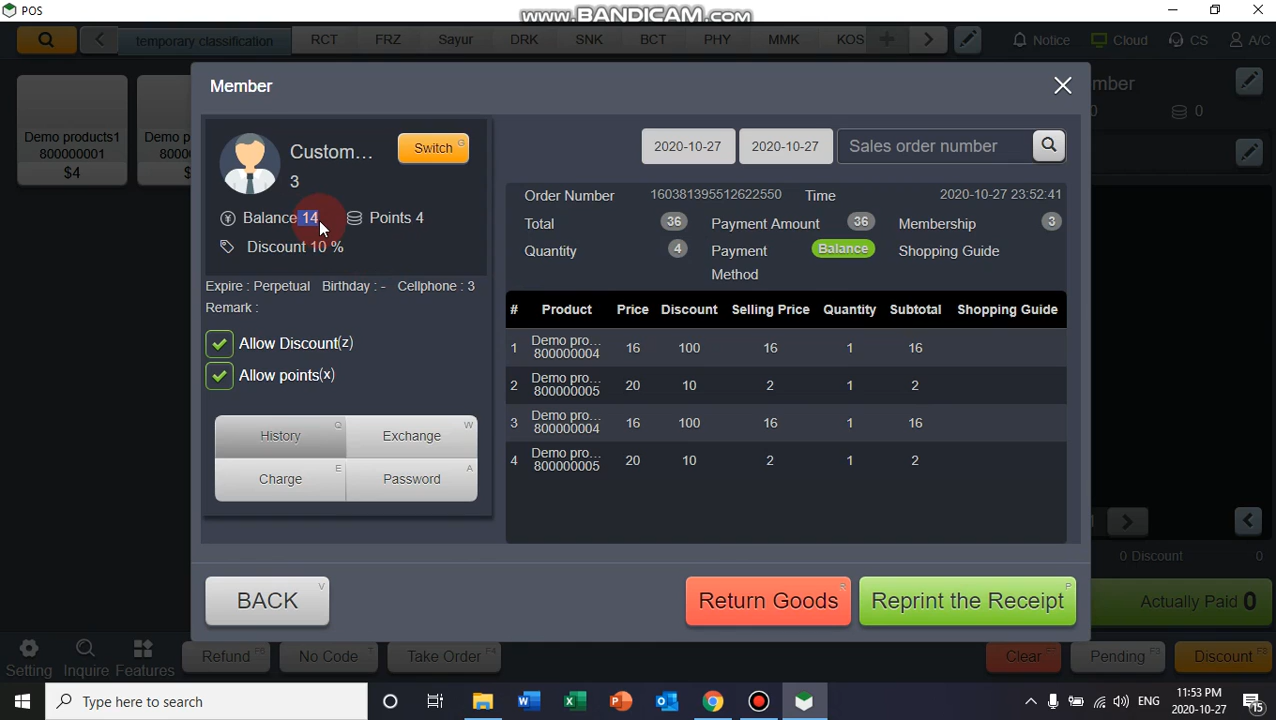 www.BANDICAM.com
POS
temporary classification
RCT
FRZ
Sayur
DRK
SNK
BCT
PHY
MMK
KOS
Notice
Cloud
CS
A/C
Demo products1
800000001
$4
Demo p
80000
$
mber
0
0
Member
Custom...
3
Switch G
Balance 14
Points 4
Discount 10 %
Expire : Perpetual Birthday : - Cellphone : 3
Remark :
Allow Discount(z)
Allow points(x)
History Q
Exchange W
Charge E
Password A
2020-10-27
2020-10-27
Sales order number
Order Number 160381395512622550 Time 2020-10-27 23:52:41
Total 36 Payment Amount 36 Membership 3
Quantity 4 Payment Method Balance Shopping Guide
# Product Price Discount Selling Price Quantity Subtotal Shopping Guide
1 Demo pro... 800000004 16 100 16 1 16
2 Demo pro... 800000005 20 10 2 1 2
3 Demo pro... 800000004 16 100 16 1 16
4 Demo pro... 800000005 20 10 2 1 2
BACK V
Return Goods R
Reprint the Receipt P
0 Discount 0
Actually Paid 0
Setting
Inquire
Features
Refund
No Code
Take Order F4
Clear
Pending F3
Discount F2
Type here to search
ENG
11:53 PM
2020-10-27
15